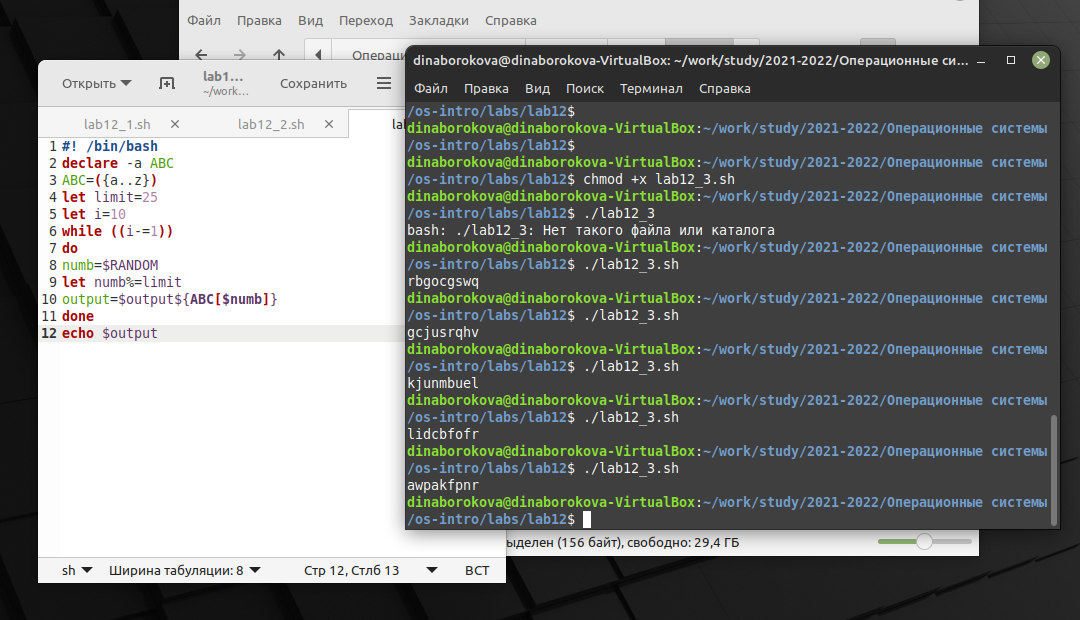 Файл Правка Вид Переход Закладки Справка
Операци
Открыть lab1... ~/work... Сохранить
lab12_1.sh lab12_2.sh
1 #! /bin/bash
2 declare -a ABC
3 ABC=({a..z})
4 let limit=25
5 let i=10
6 while ((i-=1))
7 do
8 numb=$RANDOM
9 let numb%=limit
10 output=$output${ABC[$numb]}
11 done
12 echo $output
sh Ширина табуляции: 8 Стр 12, Стлб 13 ВСТ
dinaborokova@dinaborokova-VirtualBox: ~/work/study/2021-2022/Операционные си...
Файл Правка Вид Поиск Терминал Справка
/os-intro/labs/lab12$
dinaborokova@dinaborokova-VirtualBox:~/work/study/2021-2022/Операционные системы
/os-intro/labs/lab12$
dinaborokova@dinaborokova-VirtualBox:~/work/study/2021-2022/Операционные системы
/os-intro/labs/lab12$ chmod +x lab12_3.sh
dinaborokova@dinaborokova-VirtualBox:~/work/study/2021-2022/Операционные системы
/os-intro/labs/lab12$ ./lab12_3
bash: ./lab12_3: Нет такого файла или каталога
dinaborokova@dinaborokova-VirtualBox:~/work/study/2021-2022/Операционные системы
/os-intro/labs/lab12$ ./lab12_3.sh
rbgocgswq
dinaborokova@dinaborokova-VirtualBox:~/work/study/2021-2022/Операционные системы
/os-intro/labs/lab12$ ./lab12_3.sh
gcjusrqhv
dinaborokova@dinaborokova-VirtualBox:~/work/study/2021-2022/Операционные системы
/os-intro/labs/lab12$ ./lab12_3.sh
kjunmbuel
dinaborokova@dinaborokova-VirtualBox:~/work/study/2021-2022/Операционные системы
/os-intro/labs/lab12$ ./lab12_3.sh
lidcbfofr
dinaborokova@dinaborokova-VirtualBox:~/work/study/2021-2022/Операционные системы
/os-intro/labs/lab12$ ./lab12_3.sh
awpakfpnr
dinaborokova@dinaborokova-VirtualBox:~/work/study/2021-2022/Операционные системы
/os-intro/labs/lab12$
ыделен (156 байт), свободно: 29,4 ГБ